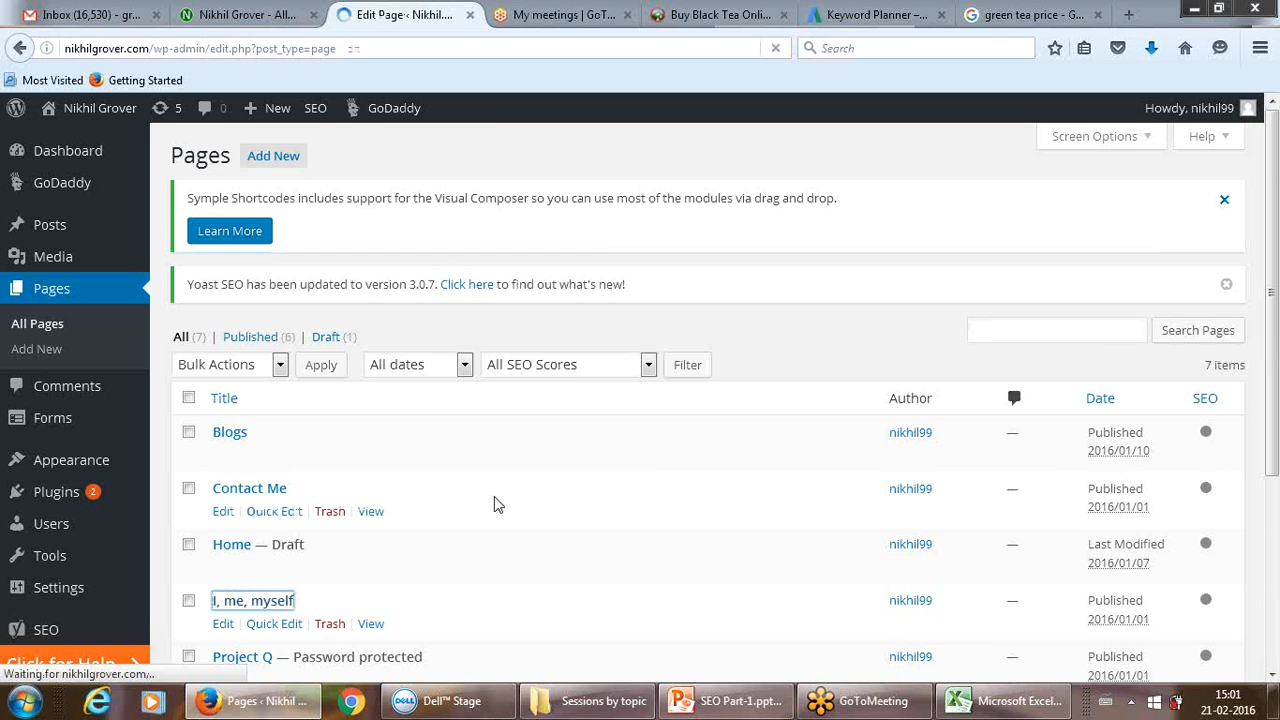 Inbox (16,530) - gr...
Nikhil Grover - All...
Edit Page ‹ Nikhil...
My meetings | GoT...
Buy Black Tea Onlin...
Keyword Planner –...
green tea price - G...
nikhilgrover.com/wp-admin/edit.php?post_type=page
Search
Most Visited
Getting Started
Nikhil Grover
5
0
New
SEO
GoDaddy
Howdy, nikhil99
Dashboard
GoDaddy
Posts
Media
Pages
All Pages
Add New
Comments
Forms
Appearance
Plugins 2
Users
Tools
Settings
SEO
Click for Help
Screen Options
Help
Pages
Add New
Symple Shortcodes includes support for the Visual Composer so you can use most of the modules via drag and drop.
Learn More
Yoast SEO has been updated to version 3.0.7. Click here to find out what's new!
All (7) | Published (6) | Draft (1)
Search Pages
Bulk Actions
Apply
All dates
All SEO Scores
Filter
7 items
Title
Author
Date
SEO
Blogs
nikhil99
—
Published
2016/01/10
Contact Me
nikhil99
—
Published
2016/01/01
Edit | Quick Edit | Trash | View
Home — Draft
nikhil99
—
Last Modified
2016/01/07
I, me, myself
nikhil99
—
Published
2016/01/01
Edit | Quick Edit | Trash | View
Project Q — Password protected
nikhil99
—
Published
2016/01/01
Waiting for nikhilgrover.com...
Pages ‹ Nikhil ...
Dell™ Stage
Sessions by topic
SEO Part-1.ppt...
GoToMeeting
Microsoft Excel...
15:01
21-02-2016